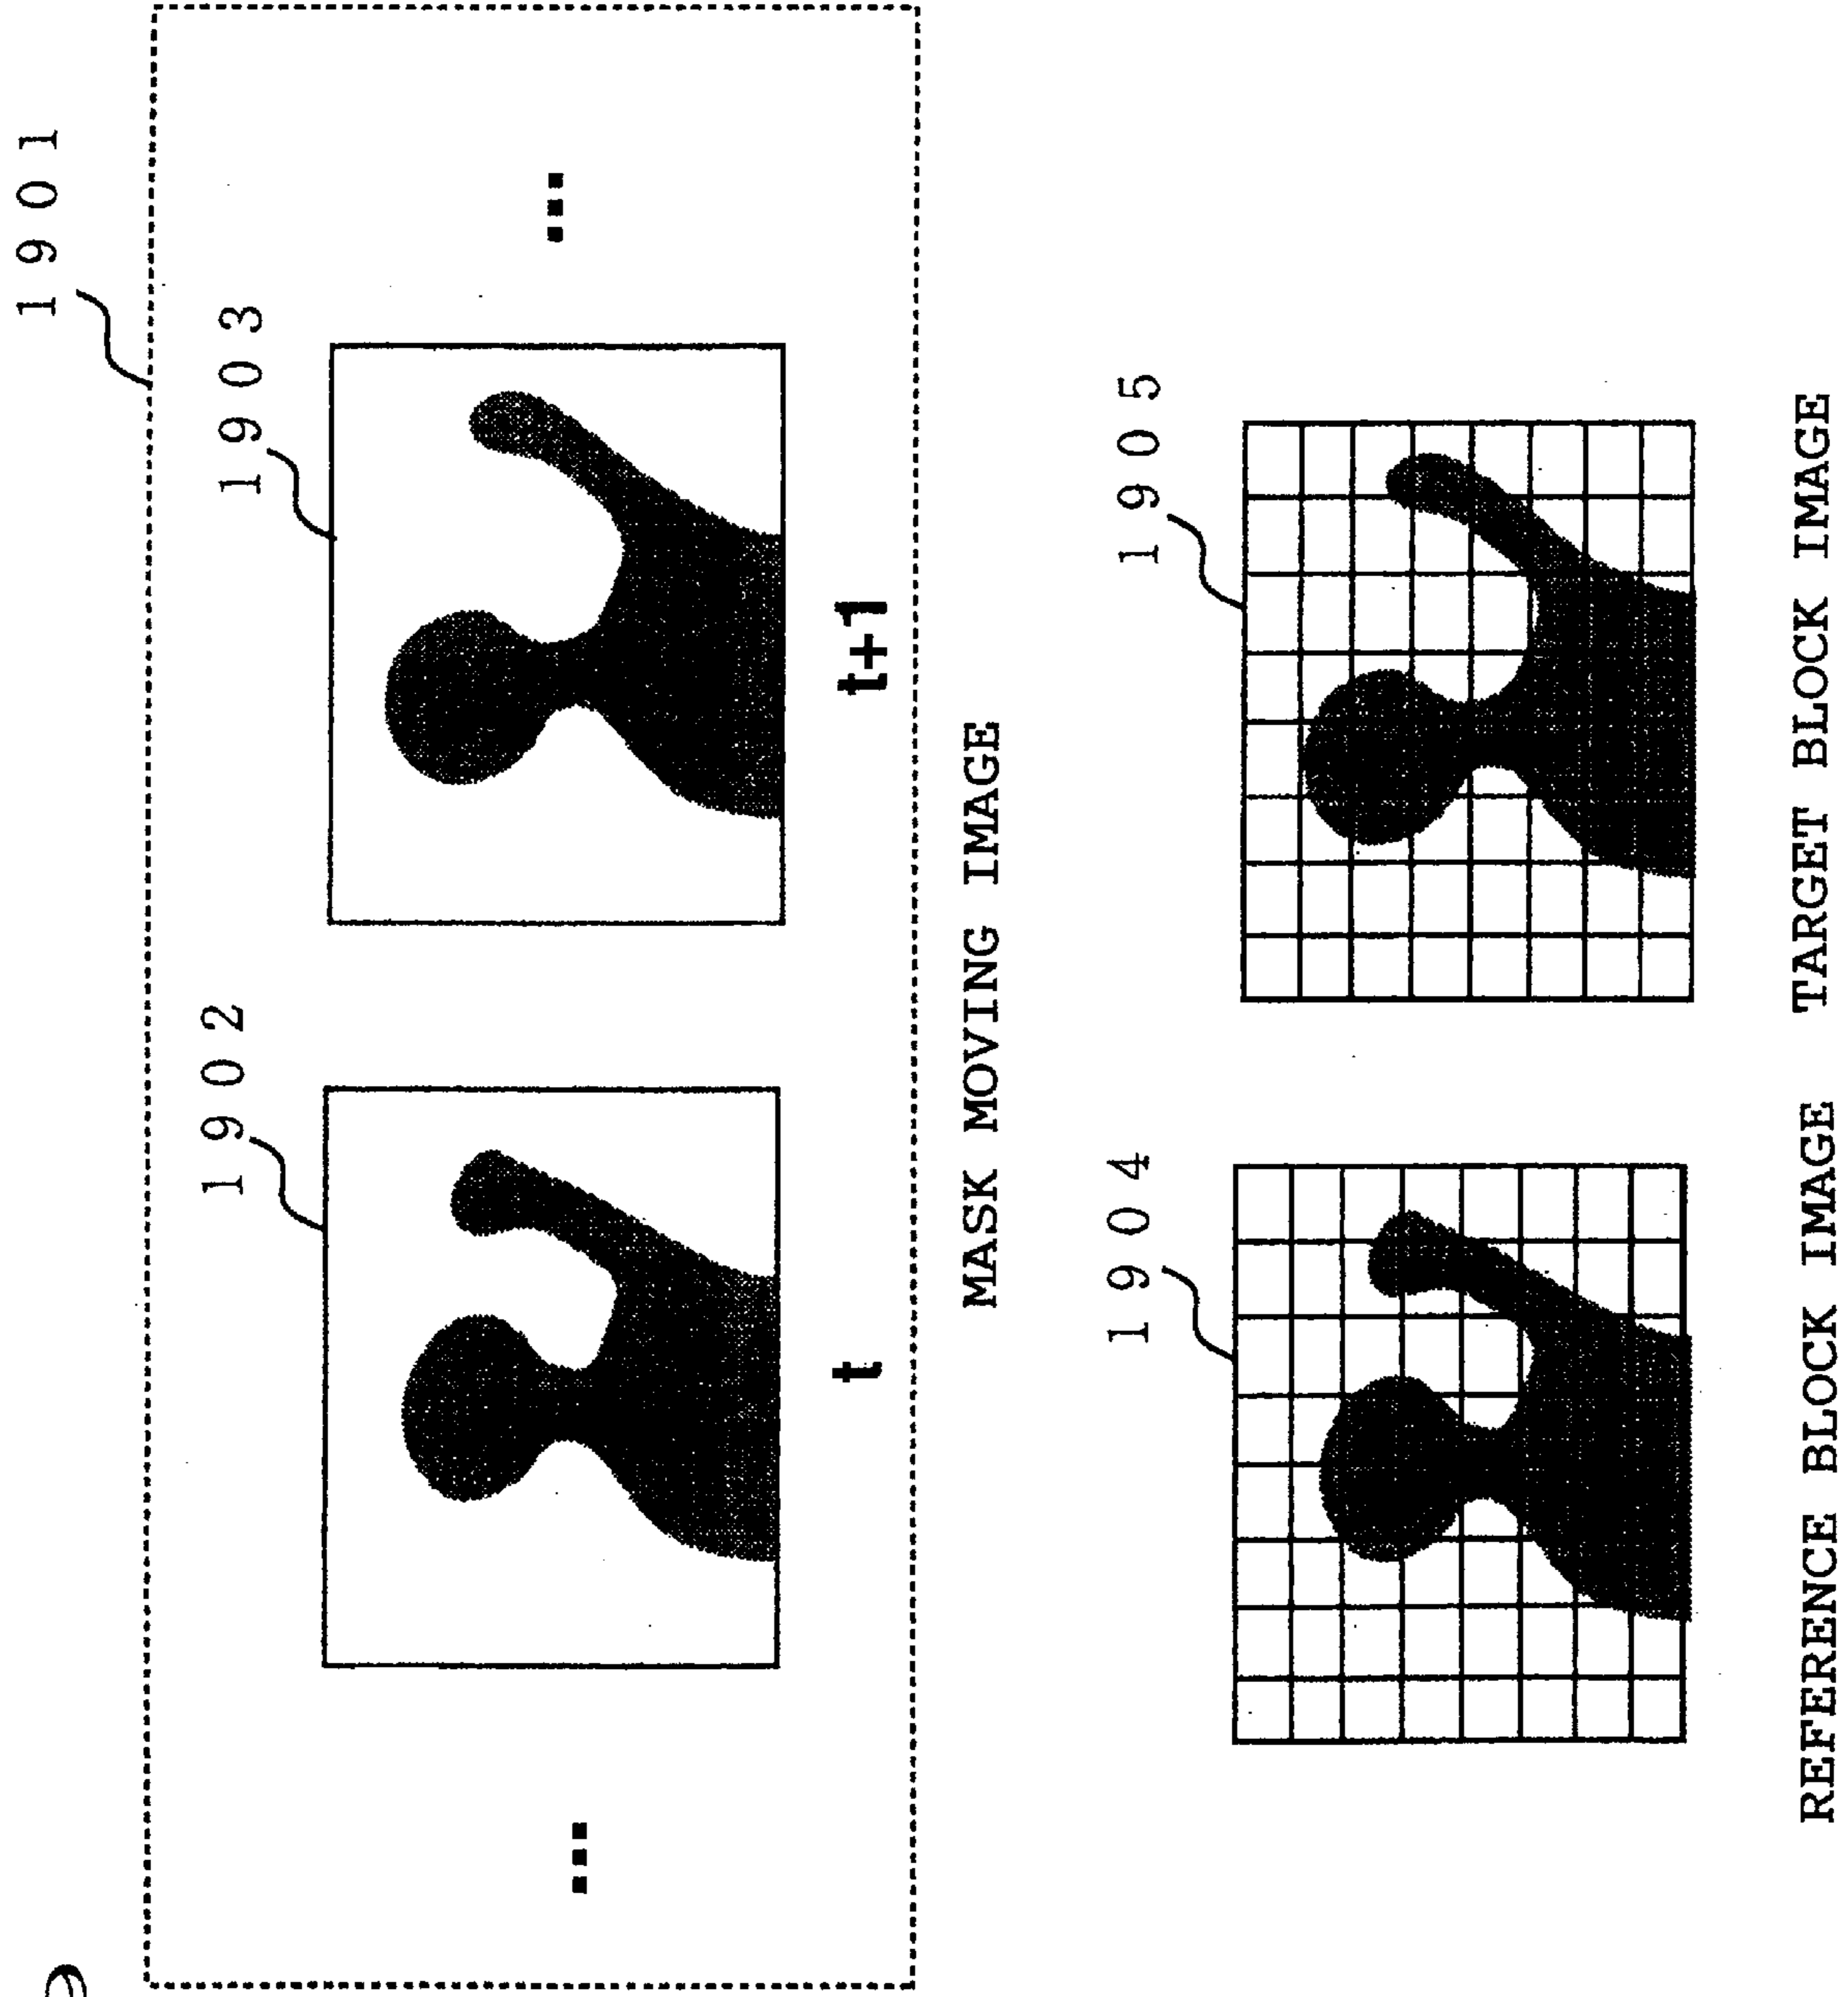 1901
1902
1903
t
t+1
MASK MOVING IMAGE
1904
1905
REFERENCE BLOCK IMAGE
TARGET BLOCK IMAGE